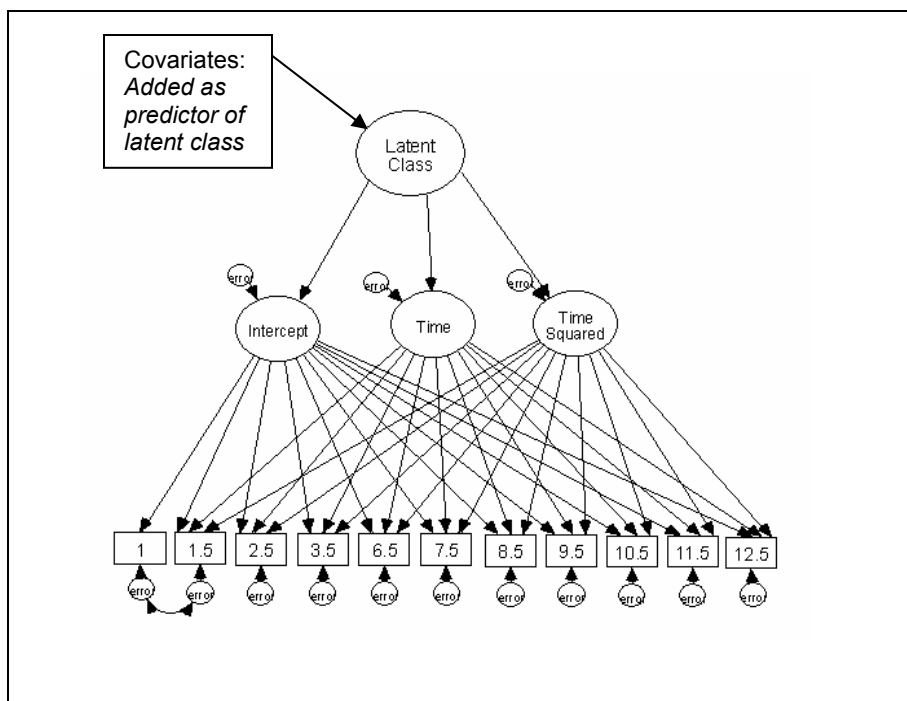 Covariates:
Added as
predictor of
latent class
Latent
Class
error
error
error
Intercept
Time
Time
Squared
1
1.5
2.5
3.5
6.5
7.5
8.5
9.5
10.5
11.5
12.5
error
error
error
error
error
error
error
error
error
error
error